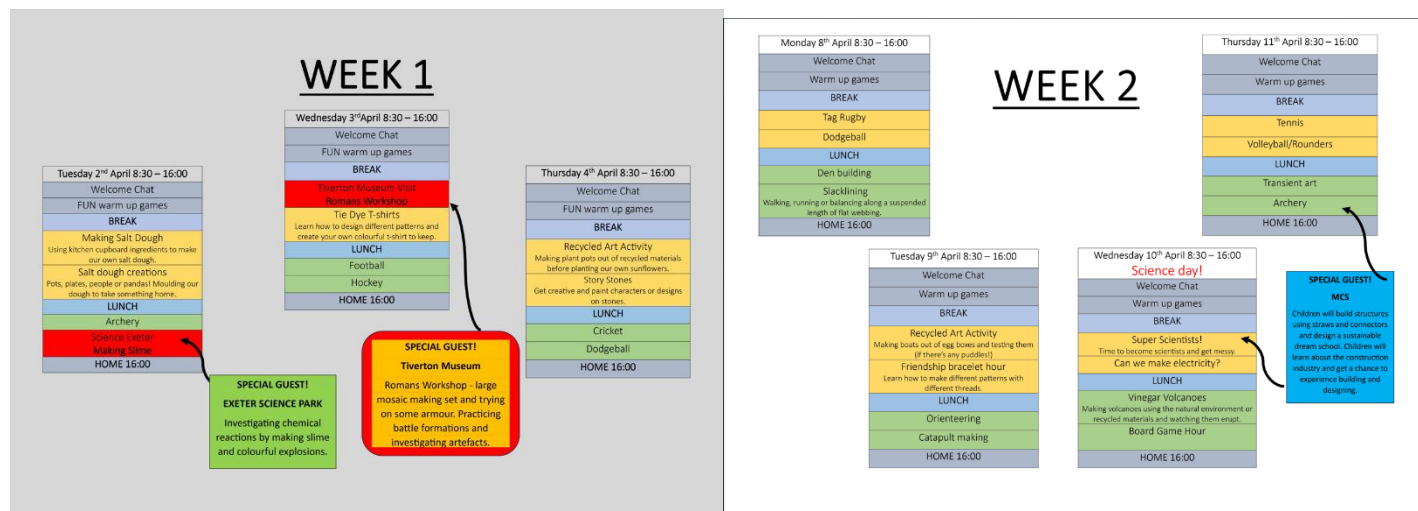 WEEK 1
Tuesday 2nd April 8:30 – 16:00
Welcome Chat
FUN warm up games
BREAK
Making Salt Dough
Using kitchen cupboard ingredients to make
our own salt dough.
Salt dough creations
Pots, plates, people or pandas! Moulding our
dough to take something home.
LUNCH
Archery
Science Exeter
Making Slime
HOME 16:00
SPECIAL GUEST!
EXETER SCIENCE PARK
Investigating chemical
reactions by making slime
and colourful explosions.
Wednesday 3rdApril 8:30 – 16:00
Welcome Chat
FUN warm up games
BREAK
Tiverton Museum Visit
Romans Workshop
Tie Dye T-shirts
Learn how to design different patterns and
create your own colourful t-shirt to keep.
LUNCH
Football
Hockey
HOME 16:00
SPECIAL GUEST!
Tiverton Museum
Romans Workshop - large
mosaic making set and trying
on some armour. Practicing
battle formations and
investigating artefacts.
Thursday 4th April 8:30 – 16:00
Welcome Chat
FUN warm up games
BREAK
Recycled Art Activity
Making plant pots out of recycled materials
before planting our own sunflowers.
Story Stones
Get creative and paint characters or designs
on stones.
LUNCH
Cricket
Dodgeball
HOME 16:00
WEEK 2
Monday 8th April 8:30 – 16:00
Welcome Chat
Warm up games
BREAK
Tag Rugby
Dodgeball
LUNCH
Den building
Slacklining
Walking, running or balancing along a suspended
length of flat webbing.
HOME 16:00
Tuesday 9th April 8:30 – 16:00
Welcome Chat
Warm up games
BREAK
Recycled Art Activity
Making boats out of egg boxes and testing them
(if there's any puddles!)
Friendship bracelet hour
Learn how to make different patterns with
different threads.
LUNCH
Orienteering
Catapult making
HOME 16:00
Wednesday 10th April 8:30 – 16:00
Science day!
Welcome Chat
Warm up games
BREAK
Super Scientists!
Time to become scientists and get messy.
Can we make electricity?
LUNCH
Vinegar Volcanoes
Making volcanoes using the natural environment or
recycled materials and watching them erupt.
Board Game Hour
HOME 16:00
Thursday 11th April 8:30 – 16:00
Welcome Chat
Warm up games
BREAK
Tennis
Volleyball/Rounders
LUNCH
Transient art
Archery
HOME 16:00
SPECIAL GUEST!
MCS
Children will build structures
using straws and connectors
and design a sustainable
dream school. Children will
learn about the construction
industry and get a chance to
experience building and
designing.